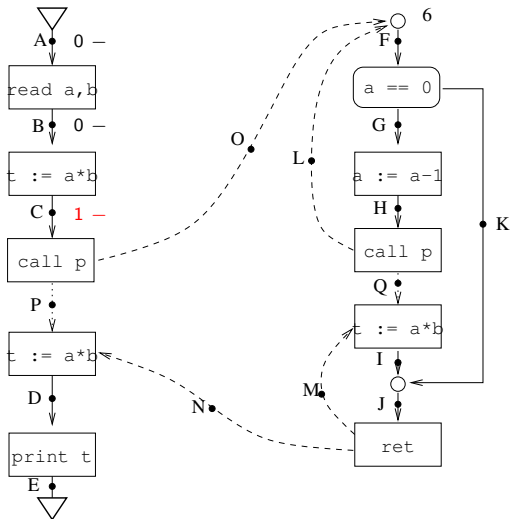 A 0 –
read a,b
B 0 –
t := a*b
C 1 –
call p
P
t := a*b
D
print t
E
O
N
6
F
a == 0
G
a := a-1
H
call p
Q
t := a*b
I
J
ret
L
M
K